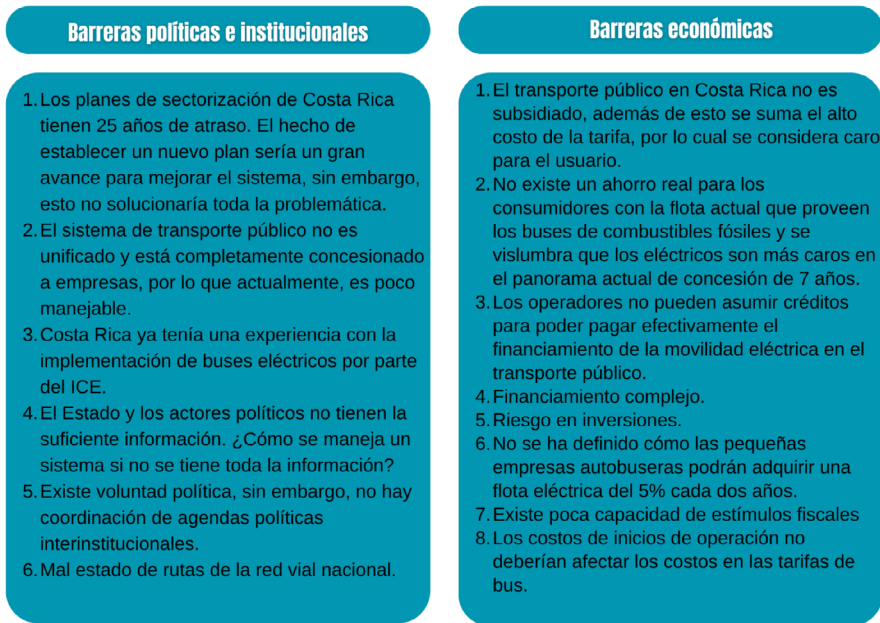 Barreras políticas e institucionales
1. Los planes de sectorización de Costa Rica
tienen 25 años de atraso. El hecho de
establecer un nuevo plan sería un gran
avance para mejorar el sistema, sin embargo,
esto no solucionaría toda la problemática.
2. El sistema de transporte público no es
unificado y está completamente concesionado
a empresas, por lo que actualmente, es poco
manejable.
3. Costa Rica ya tenía una experiencia con la
implementación de buses eléctricos por parte
del ICE.
4. El Estado y los actores políticos no tienen la
suficiente información. ¿Cómo se maneja un
sistema si no se tiene toda la información?
5. Existe voluntad política, sin embargo, no hay
coordinación de agendas políticas
interinstitucionales.
6. Mal estado de rutas de la red vial nacional.
Barreras económicas
1. El transporte público en Costa Rica no es
subsidiado, además de esto se suma el alto
costo de la tarifa, por lo cual se considera caro
para el usuario.
2. No existe un ahorro real para los
consumidores con la flota actual que proveen
los buses de combustibles fósiles y se
vislumbra que los eléctricos son más caros en
el panorama actual de concesión de 7 años.
3. Los operadores no pueden asumir créditos
para poder pagar efectivamente el
financiamiento de la movilidad eléctrica en el
transporte público.
4. Financiamiento complejo.
5. Riesgo en inversiones.
6. No se ha definido cómo las pequeñas
empresas autobuseras podrán adquirir una
flota eléctrica del 5% cada dos años.
7. Existe poca capacidad de estímulos fiscales
8. Los costos de inicios de operación no
deberían afectar los costos en las tarifas de
bus.